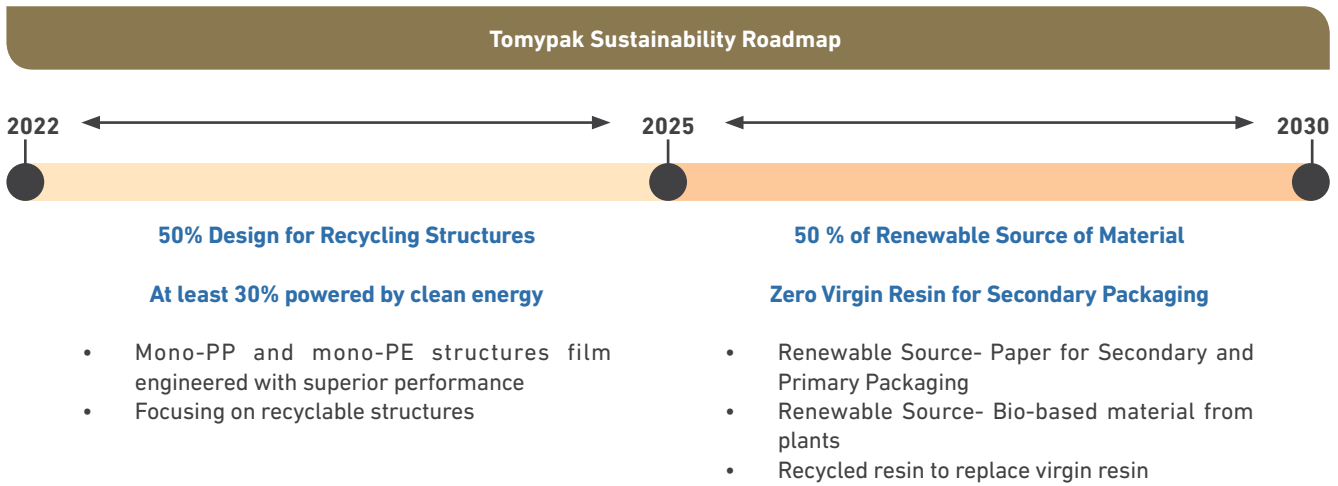 Tomypak Sustainability Roadmap
2022
2025
2030
50% Design for Recycling Structures
At least 30% powered by clean energy
• Mono-PP and mono-PE structures film
engineered with superior performance
• Focusing on recyclable structures
50 % of Renewable Source of Material
Zero Virgin Resin for Secondary Packaging
• Renewable Source- Paper for Secondary and
Primary Packaging
• Renewable Source- Bio-based material from
plants
• Recycled resin to replace virgin resin